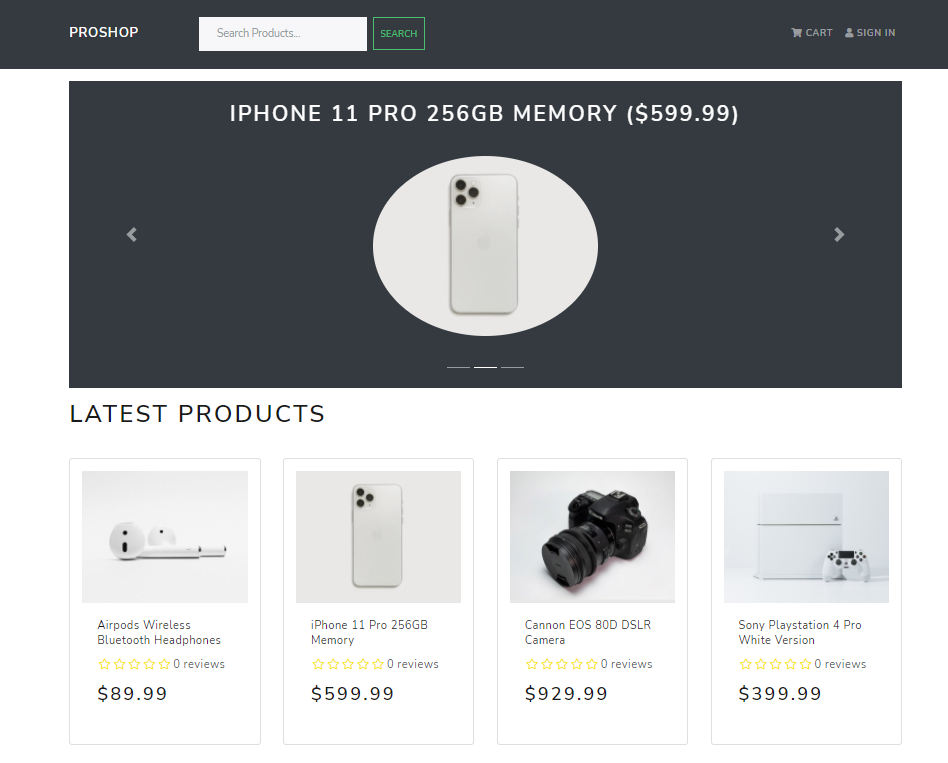 PROSHOP
Search Products...
SEARCH
CART
SIGN IN
IPHONE 11 PRO 256GB MEMORY ($599.99)
LATEST PRODUCTS
Airpods Wireless
Bluetooth Headphones
0 reviews
$89.99
iPhone 11 Pro 256GB
Memory
0 reviews
$599.99
Cannon EOS 80D DSLR
Camera
0 reviews
$929.99
Sony Playstation 4 Pro
White Version
0 reviews
$399.99